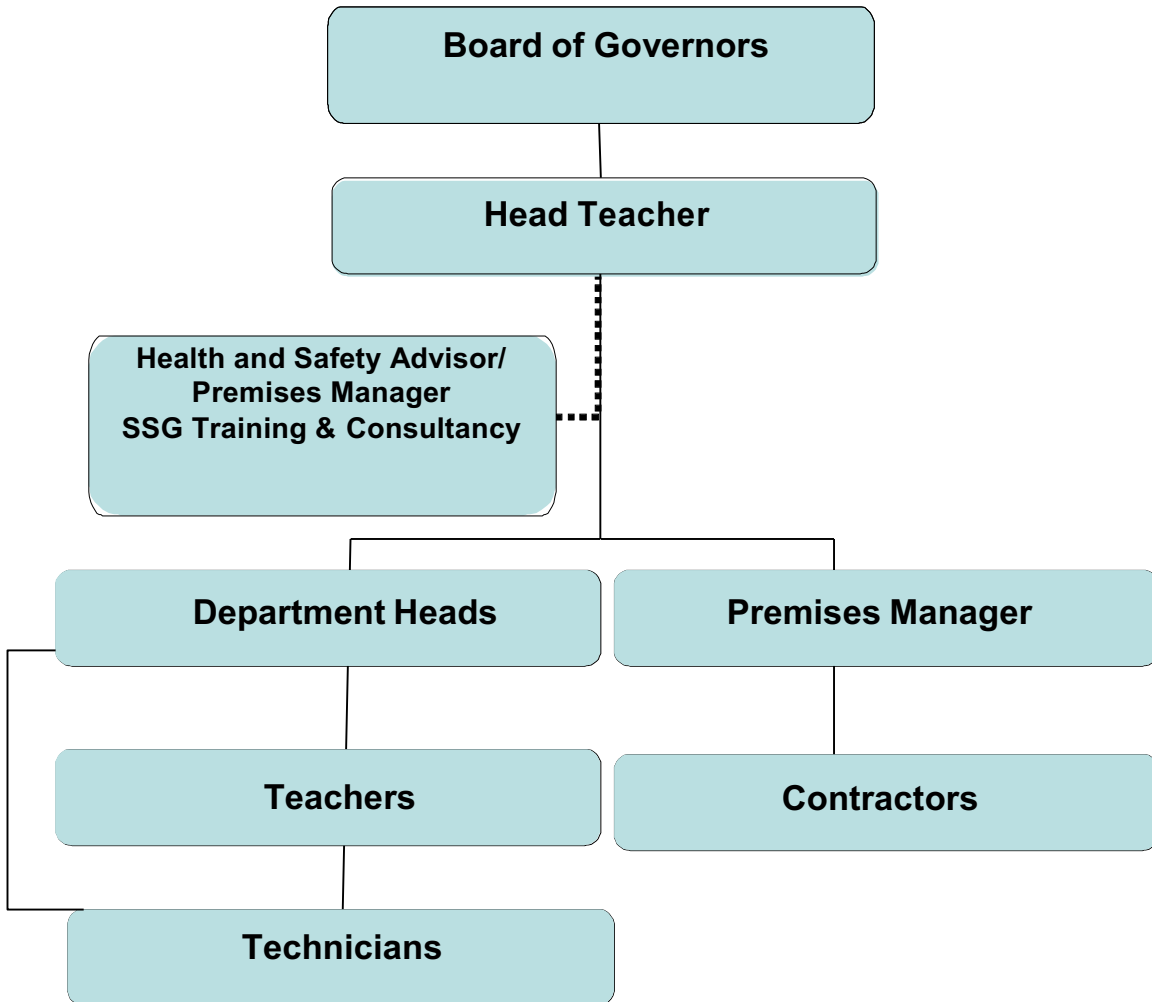 Board of Governors
Head Teacher
Health and Safety Advisor/
Premises Manager
SSG Training & Consultancy
Department Heads
Premises Manager
Teachers
Contractors
Technicians